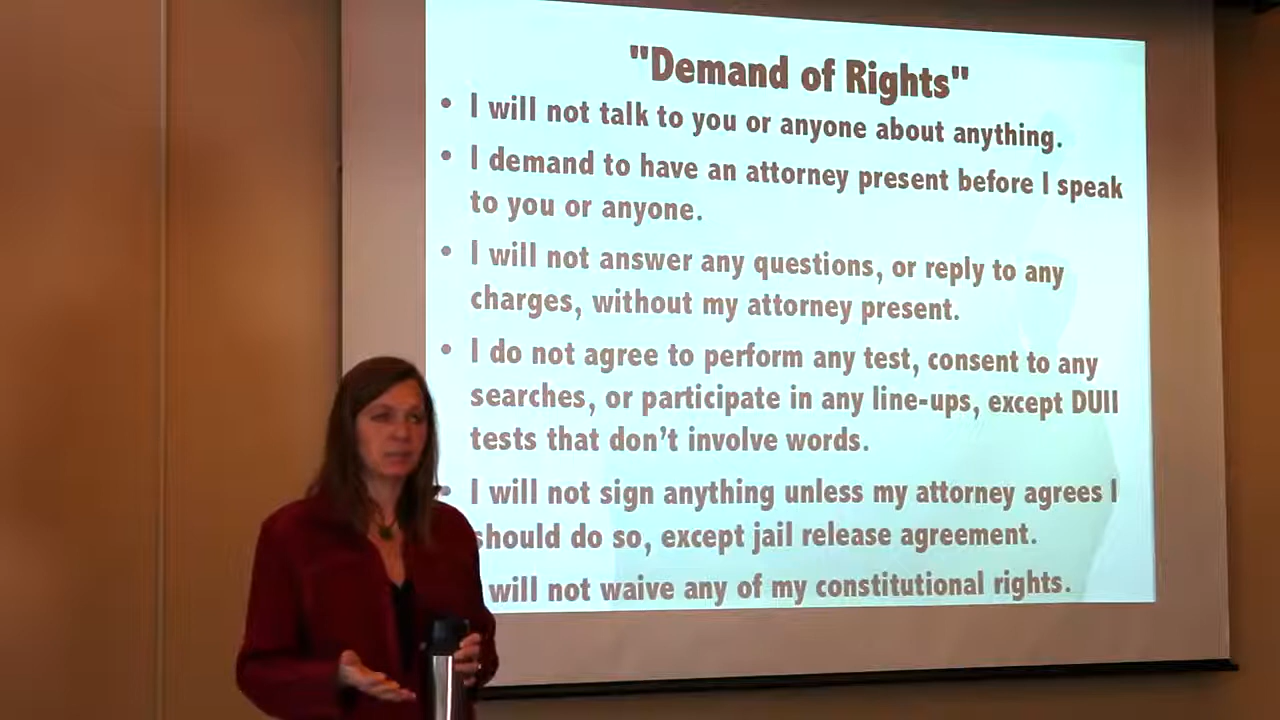 "Demand of Rights"
• I will not talk to you or anyone about anything.
• I demand to have an attorney present before I speak
to you or anyone.
• I will not answer any questions, or reply to any
charges, without my attorney present.
• I do not agree to perform any test, consent to any
searches, or participate in any line-ups, except DUII
tests that don't involve words.
• I will not sign anything unless my attorney agrees I
should do so, except jail release agreement.
will not waive any of my constitutional rights.